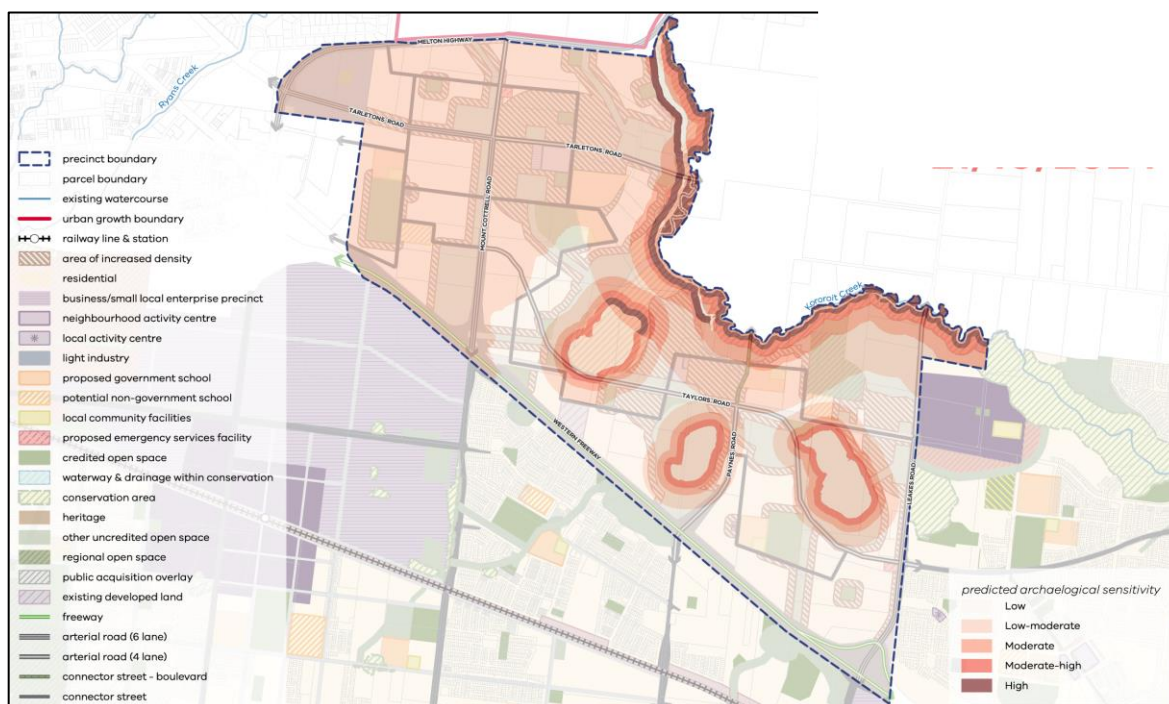 MELTON HIGHWAY
Ryans Creek
TARLETONS ROAD
TARLETONS ROAD
MOUNT COTTRELL ROAD
Kororoit Creek
TAYLORS ROAD
WESTERN FREEWAY
PAYNES ROAD
LEAKES ROAD
precinct boundary
parcel boundary
existing watercourse
urban growth boundary
railway line & station
area of increased density
residential
business/small local enterprise precinct
neighbourhood activity centre
local activity centre
light industry
proposed government school
potential non-government school
local community facilities
proposed emergency services facility
credited open space
waterway & drainage within conservation
conservation area
heritage
other uncredited open space
regional open space
public acquisition overlay
existing developed land
freeway
arterial road (6 lane)
arterial road (4 lane)
connector street - boulevard
connector street
predicted archaelogical sensitivity
Low
Low-moderate
Moderate
Moderate-high
High